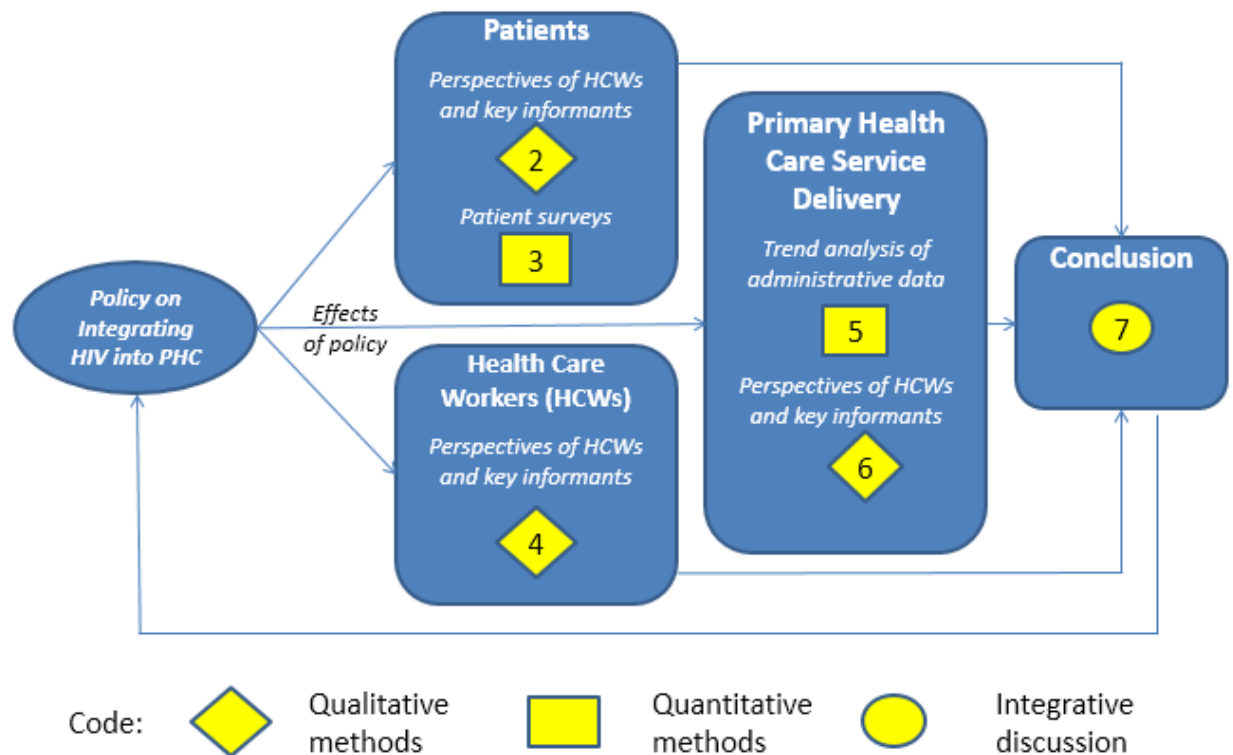 Patients
Perspectives of HCWs
and key informants
2
Patient surveys
3
Policy on
Integrating
HIV into PHC
Effects
of policy
Health Care
Workers (HCWs)
Perspectives of HCWs
and key informants
4
Primary Health
Care Service
Delivery
Trend analysis of
administrative data
5
Perspectives of HCWs
and key informants
6
Conclusion
7
Code:
Qualitative
methods
Quantitative
methods
Integrative
discussion